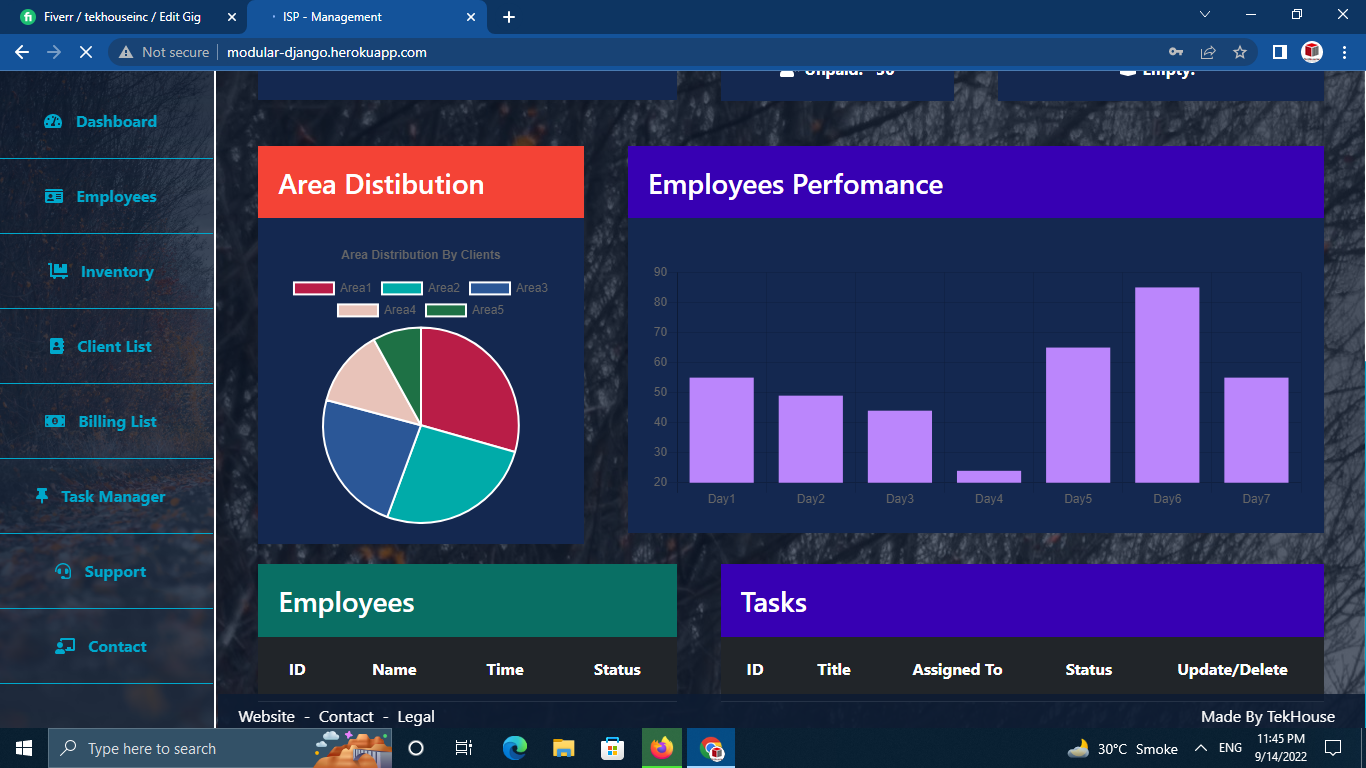 Fiverr / tekhouseinc / Edit Gig
ISP - Management
Not secure
modular-django.herokuapp.com
Unpaid: 30
Empty:
Dashboard
Employees
Inventory
Client List
Billing List
Task Manager
Support
Contact
Area Distibution
Area Distribution By Clients
Area1 Area2 Area3
Area4 Area5
Employees Perfomance
90
80
70
60
50
40
30
20
Day1 Day2 Day3 Day4 Day5 Day6 Day7
Employees
ID Name Time Status
Tasks
ID Title Assigned To Status Update/Delete
Website - Contact - Legal
Made By TekHouse
Type here to search
30°C Smoke
ENG
11:45 PM
9/14/2022